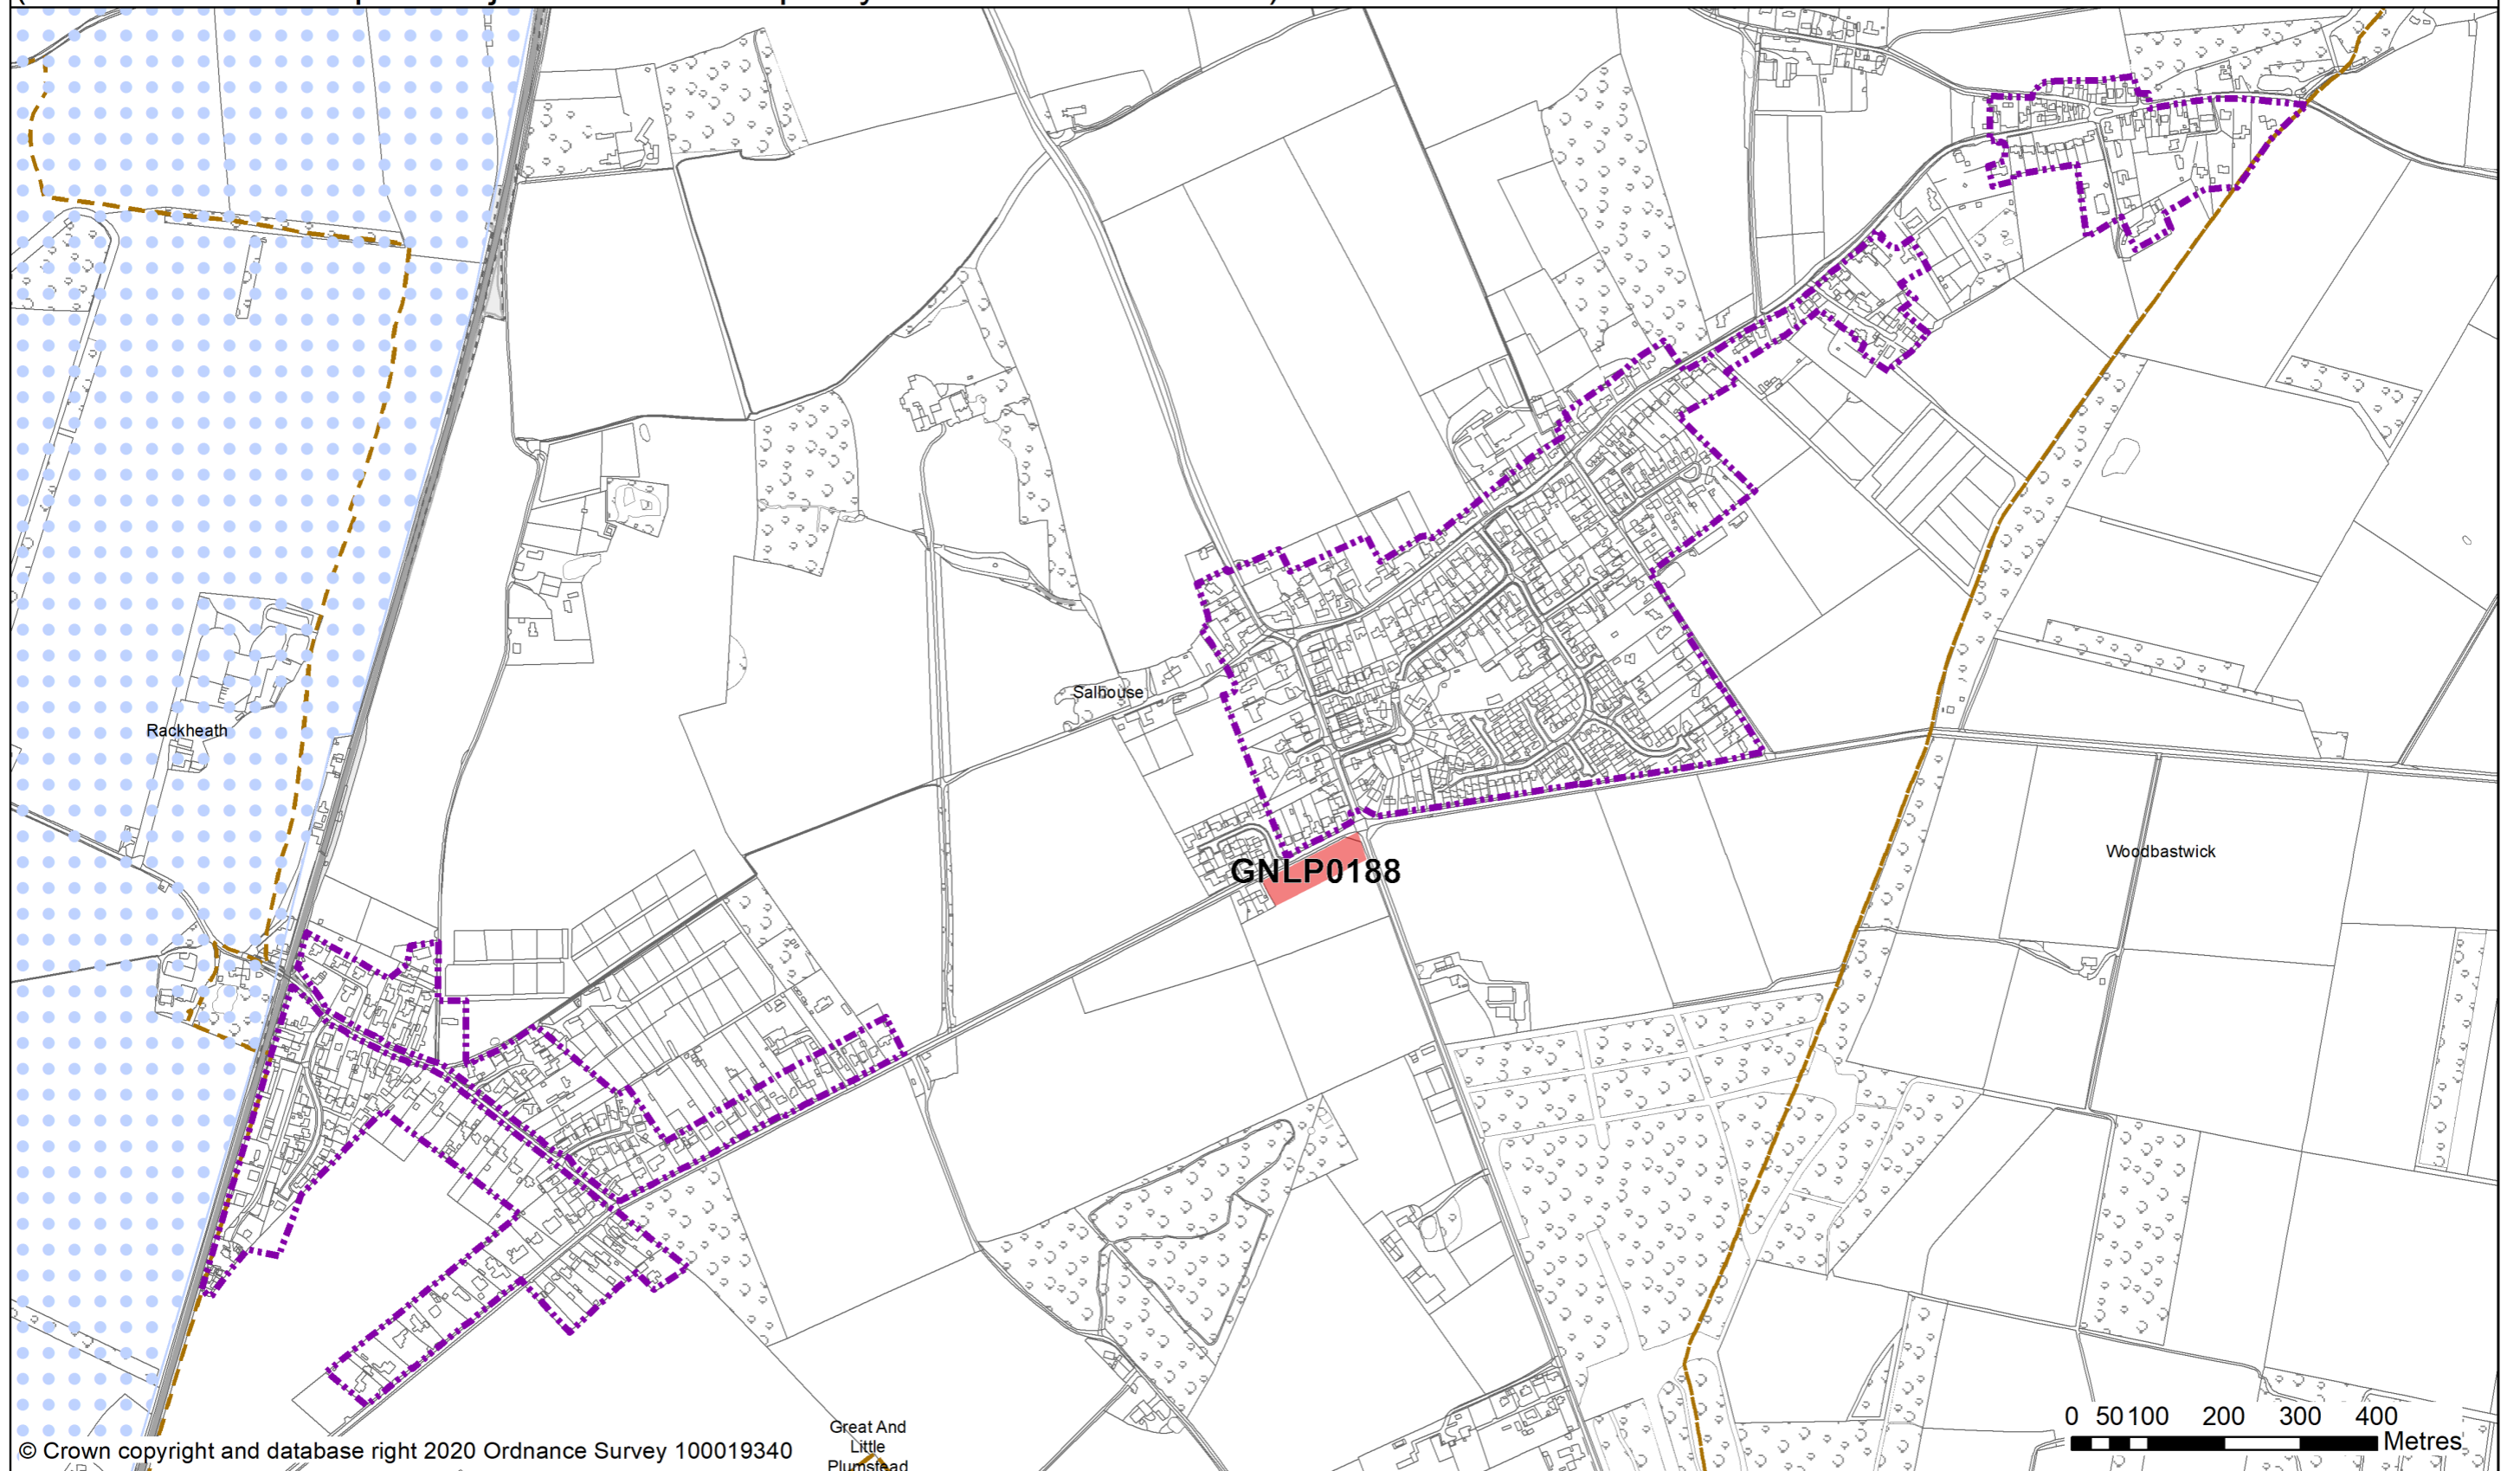 Salhouse
Rackheath
Woodbastwick
GNLP0188
Great And
Little
Plumstead
0 50 100 200 300 400
Metres
© Crown copyright and database right 2020 Ordnance Survey 100019340